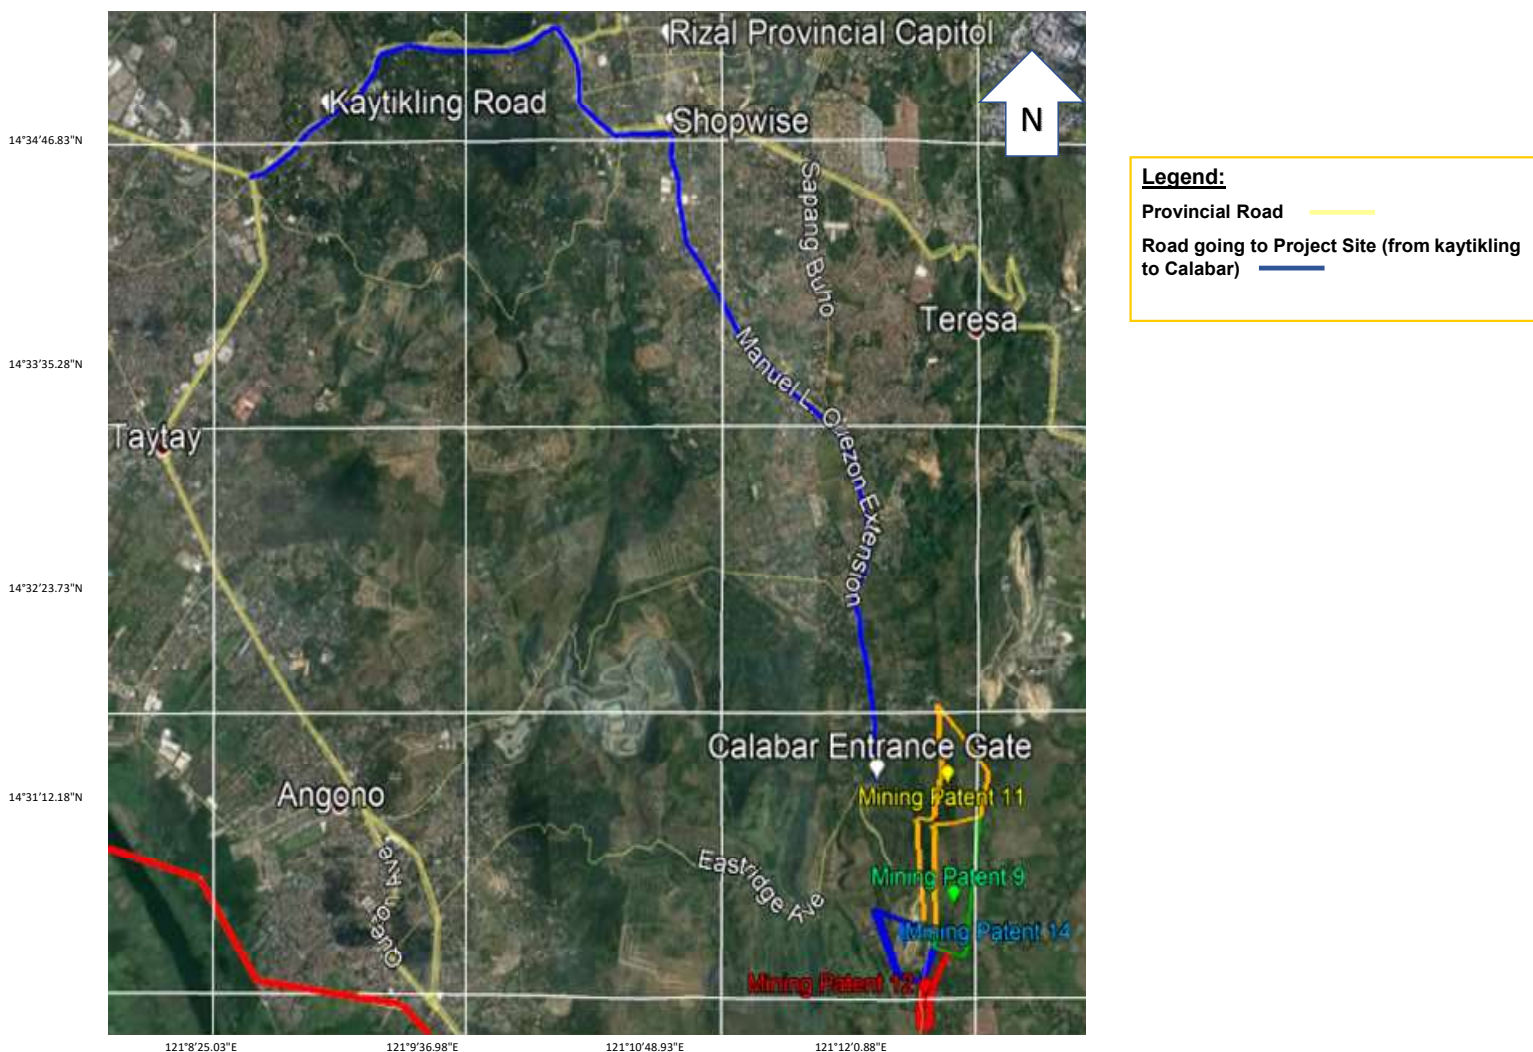 Rizal Provincial Capitol
Kaytikling Road
N
Shopwise
14°34'46.83"N
Legend:
Provincial Road
Road going to Project Site (from kaytikling
to Calabar)
Sapang Buho
Teresa
Manuel L. Quezon Extension
14°33'35.28"N
Taytay
14°32'23.73"N
Calabar Entrance Gate
Angono
14°31'12.18"N
Mining Patent 11
Quezon Ave
Eastridge Ave
Mining Patent 9
Mining Patent 14
Mining Patent 12
121°8'25.03"E
121°9'36.98"E
121°10'48.93"E
121°12'0.88"E